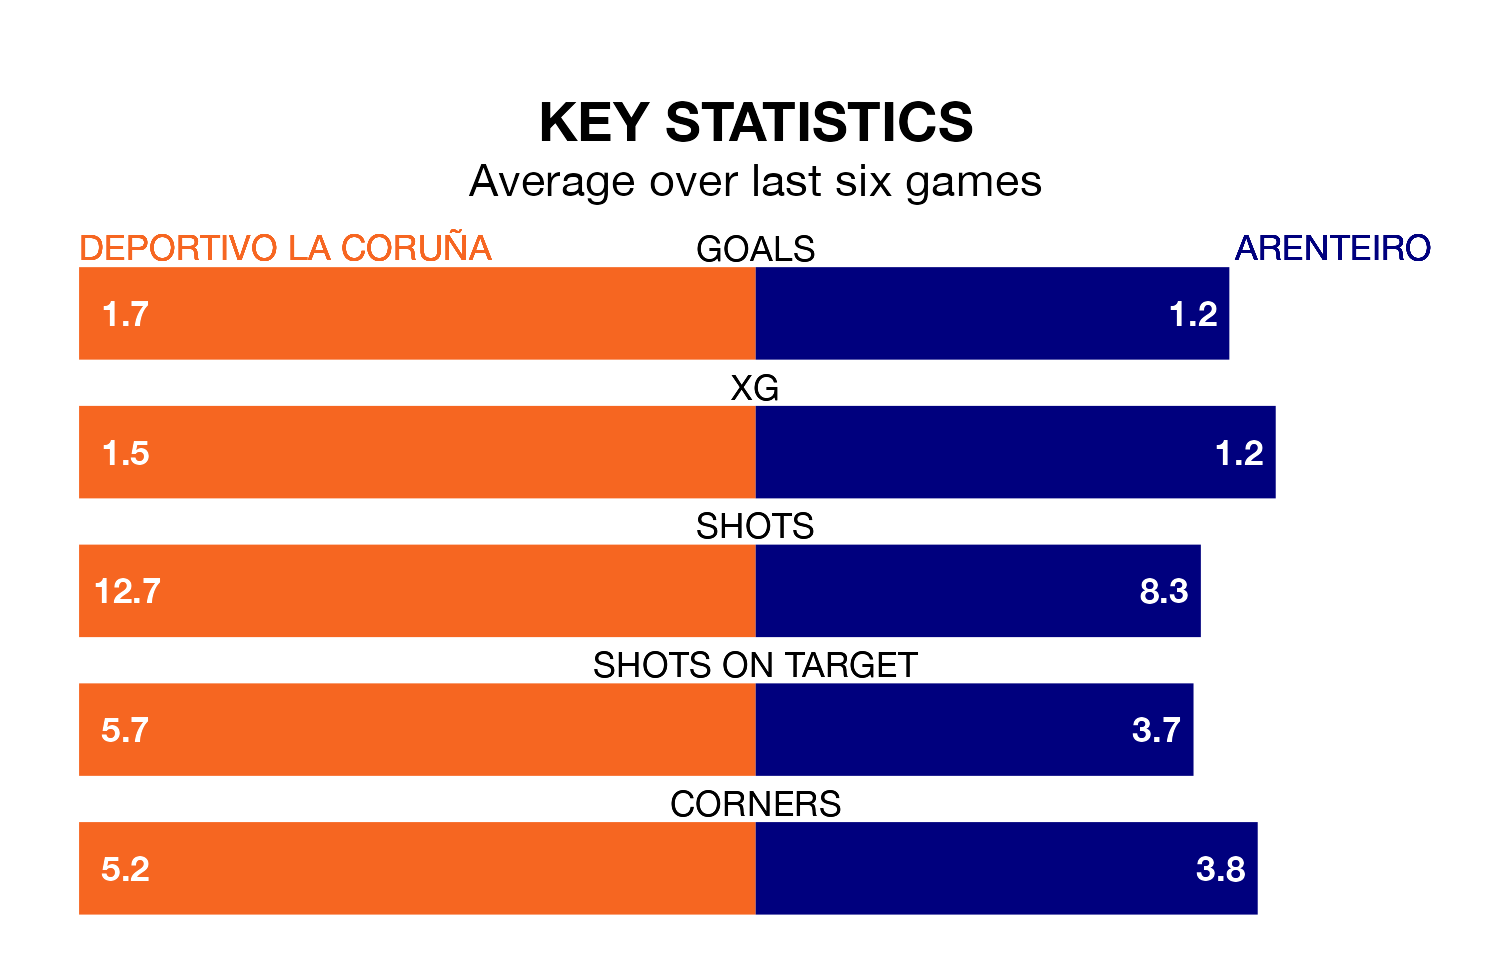 KEY STATISTICS
Average over last six games
DEPORTIVO LA CORUÑA GOALS ARENTEIRO
1.7 1.2
XG
1.5 1.2
SHOTS
12.7 8.3
SHOTS ON TARGET
5.7 3.7
CORNERS
5.2 3.8